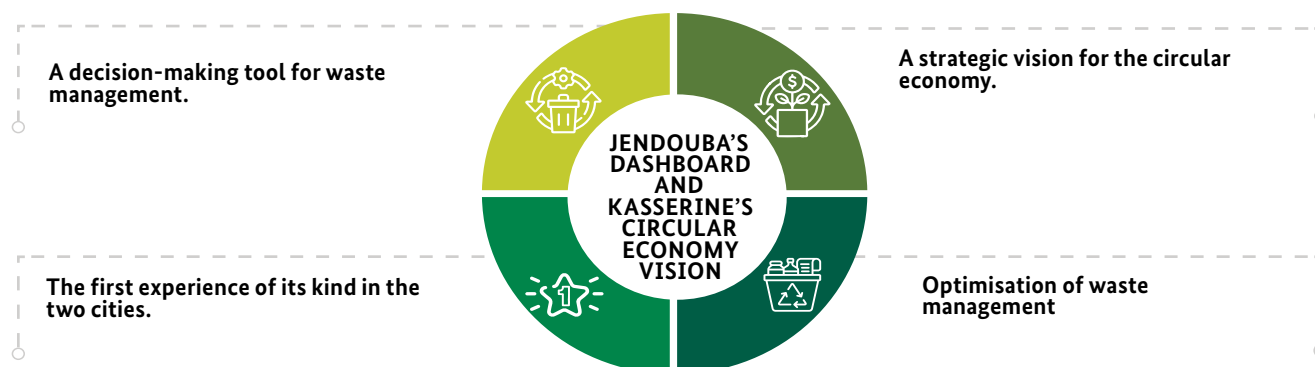 A decision-making tool for waste
management.
A strategic vision for the circular
economy.
$
JENDOUBA'S
DASHBOARD
AND
KASSERINE'S
CIRCULAR
ECONOMY
VISION
The first experience of its kind in the
two cities.
1
Optimisation of waste
management